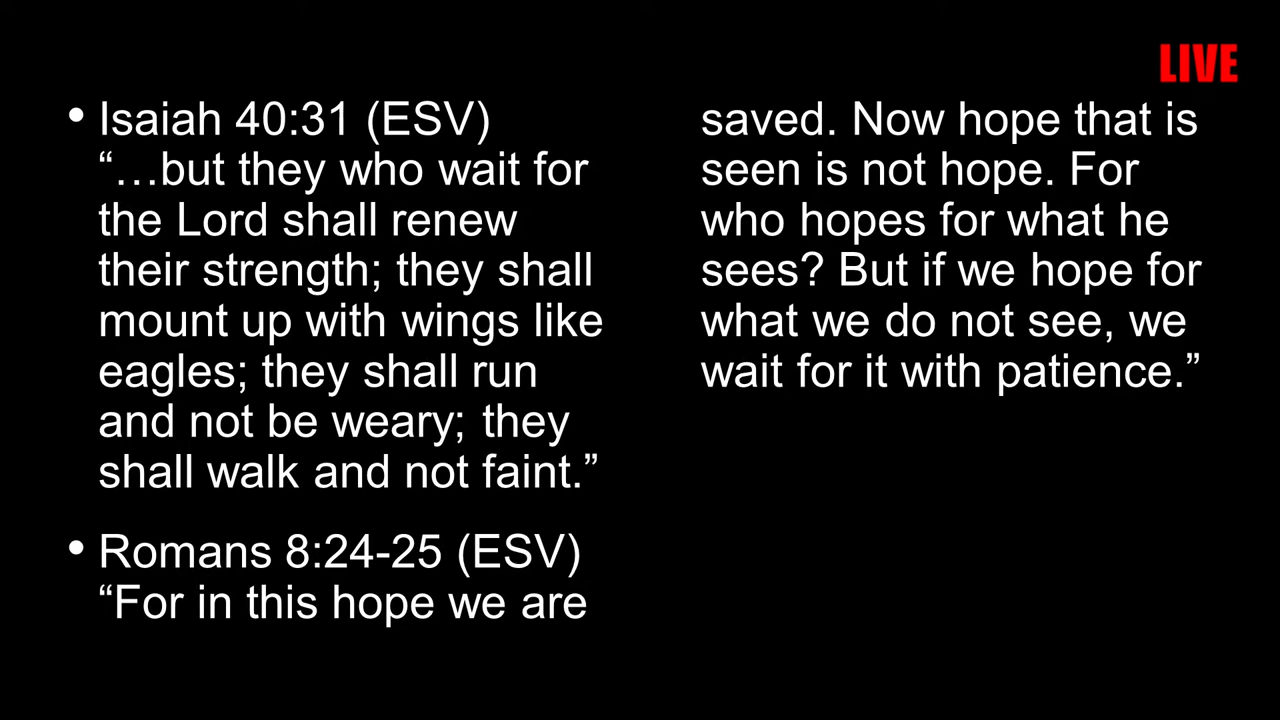 LIVE
• Isaiah 40:31 (ESV)
“…but they who wait for
the Lord shall renew
their strength; they shall
mount up with wings like
eagles; they shall run
and not be weary; they
shall walk and not faint.”
• Romans 8:24-25 (ESV)
“For in this hope we are
saved. Now hope that is
seen is not hope. For
who hopes for what he
sees? But if we hope for
what we do not see, we
wait for it with patience.”